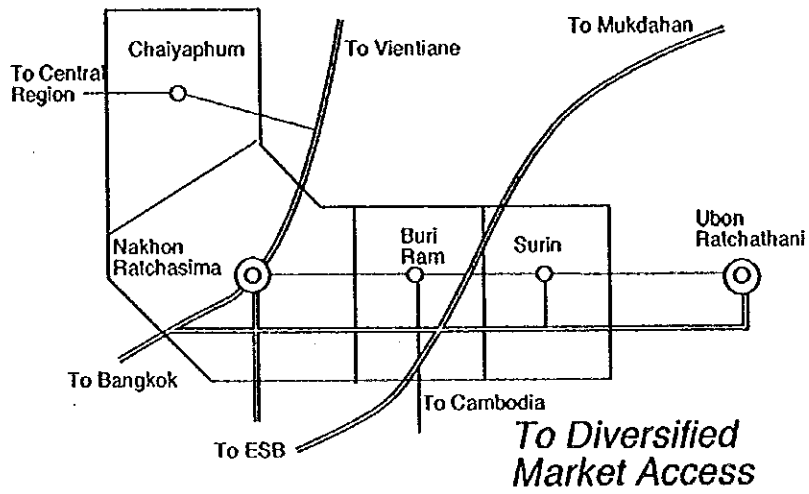 Chaiyaphum
To Vientiane
To Mukdahan
To Central
Region
Nakhon
Ratchasima
Buri
Ram
Surin
Ubon
Ratchathani
To Bangkok
To Cambodia
To ESB
To Diversified
Market Access